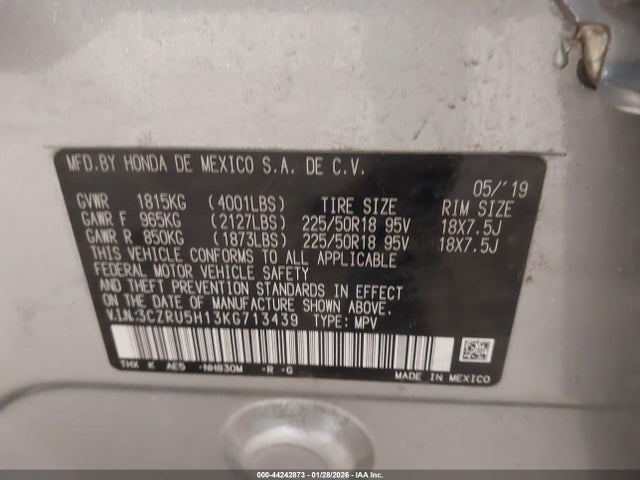 MFD.BY HONDA DE MEXICO S.A. DE C.V.
05/'19
GVWR 1815KG (4001LBS) TIRE SIZE RIM SIZE
GAWR F 965KG (2127LBS) 225/50R18 95V 18X7.5J
GAWR R 850KG (1873LBS) 225/50R18 95V 18X7.5J
THIS VEHICLE CONFORMS TO ALL APPLICABLE
FEDERAL MOTOR VEHICLE SAFETY
AND THEFT PREVENTION STANDARDS IN EFFECT
ON THE DATE OF MANUFACTURE SHOWN ABOVE.
V.I.N.:3CZRU5H13KG713439 TYPE: MPV
THX K AE5 -NH830M -R -G
MADE IN MEXICO
000-44242873 | 01/28/2026 | IAA Inc.